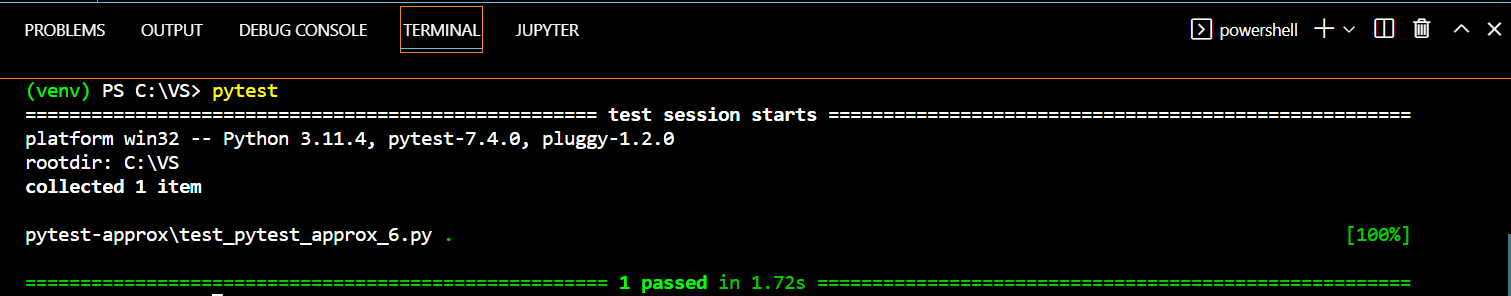 PROBLEMS OUTPUT DEBUG CONSOLE TERMINAL JUPYTER powershell
(venv) PS C:\VS> pytest
==================================================== test session starts =====================================================
platform win32 -- Python 3.11.4, pytest-7.4.0, pluggy-1.2.0
rootdir: C:\VS
collected 1 item
pytest-approx\test_pytest_approx_6.py . [100%]
===================================================== 1 passed in 1.72s ======================================================